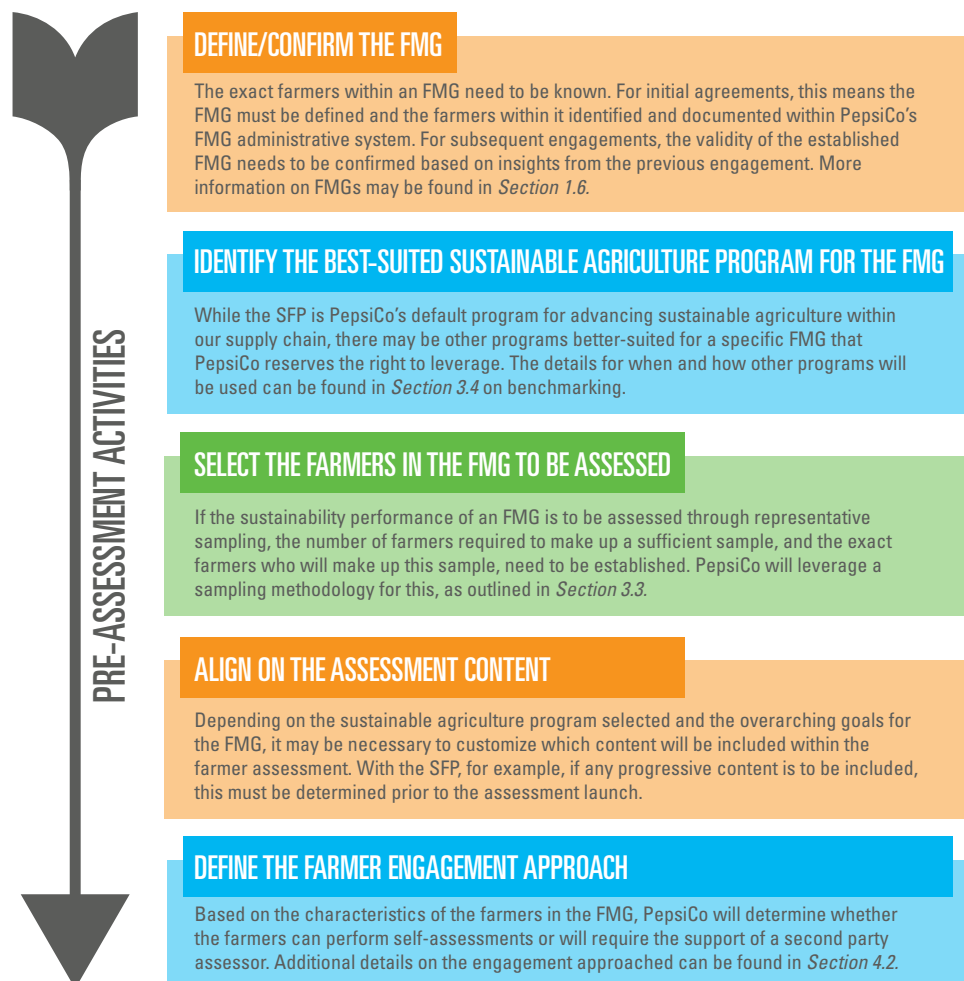 PRE-ASSESSMENT ACTIVITIES
DEFINE/CONFIRM THE FMG
The exact farmers within an FMG need to be known. For initial agreements, this means the
FMG must be defined and the farmers within it identified and documented within PepsiCo's
FMG administrative system. For subsequent engagements, the validity of the established
FMG needs to be confirmed based on insights from the previous engagement. More
information on FMGs may be found in Section 1.6.
IDENTIFY THE BEST-SUITED SUSTAINABLE AGRICULTURE PROGRAM FOR THE FMG
While the SFP is PepsiCo's default program for advancing sustainable agriculture within
our supply chain, there may be other programs better-suited for a specific FMG that
PepsiCo reserves the right to leverage. The details for when and how other programs will
be used can be found in Section 3.4 on benchmarking.
SELECT THE FARMERS IN THE FMG TO BE ASSESSED
If the sustainability performance of an FMG is to be assessed through representative
sampling, the number of farmers required to make up a sufficient sample, and the exact
farmers who will make up this sample, need to be established. PepsiCo will leverage a
sampling methodology for this, as outlined in Section 3.3.
ALIGN ON THE ASSESSMENT CONTENT
Depending on the sustainable agriculture program selected and the overarching goals for
the FMG, it may be necessary to customize which content will be included within the
farmer assessment. With the SFP, for example, if any progressive content is to be included,
this must be determined prior to the assessment launch.
DEFINE THE FARMER ENGAGEMENT APPROACH
Based on the characteristics of the farmers in the FMG, PepsiCo will determine whether
the farmers can perform self-assessments or will require the support of a second party
assessor. Additional details on the engagement approached can be found in Section 4.2.